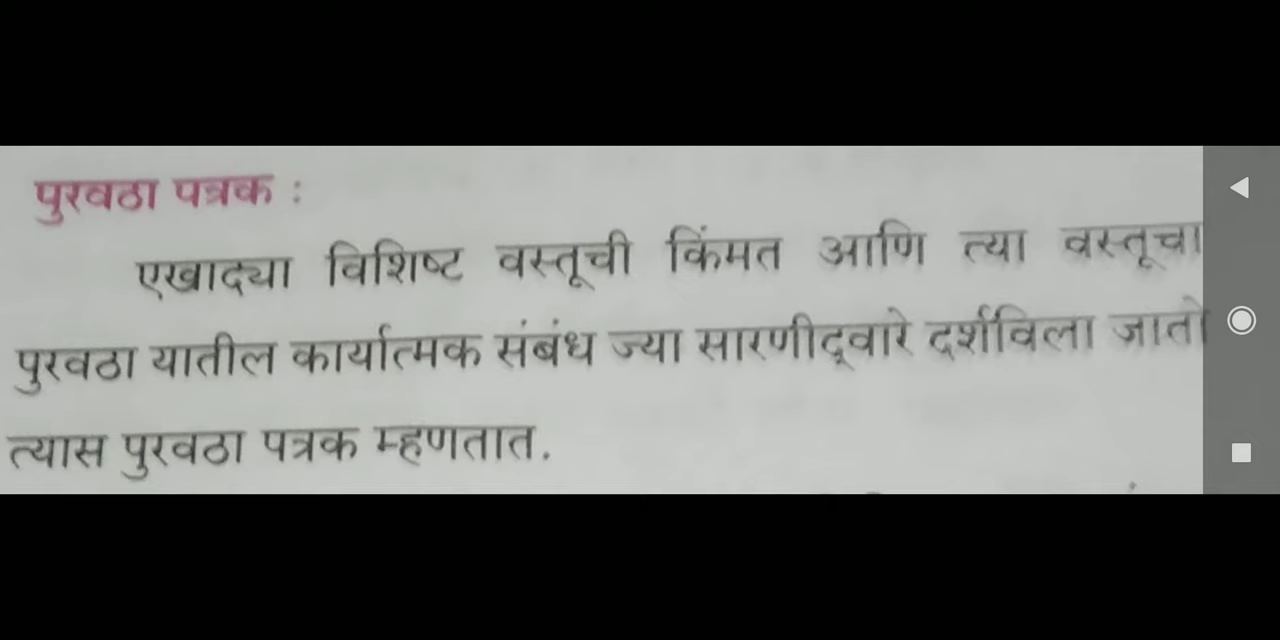 पुरवठा पत्रक :
एखाद्या विशिष्ट वस्तूची किंमत आणि त्या वस्तूचा
पुरवठा यातील कार्यात्मक संबंध ज्या सारणीद्वारे दर्शविला जातो
त्यास पुरवठा पत्रक म्हणतात.